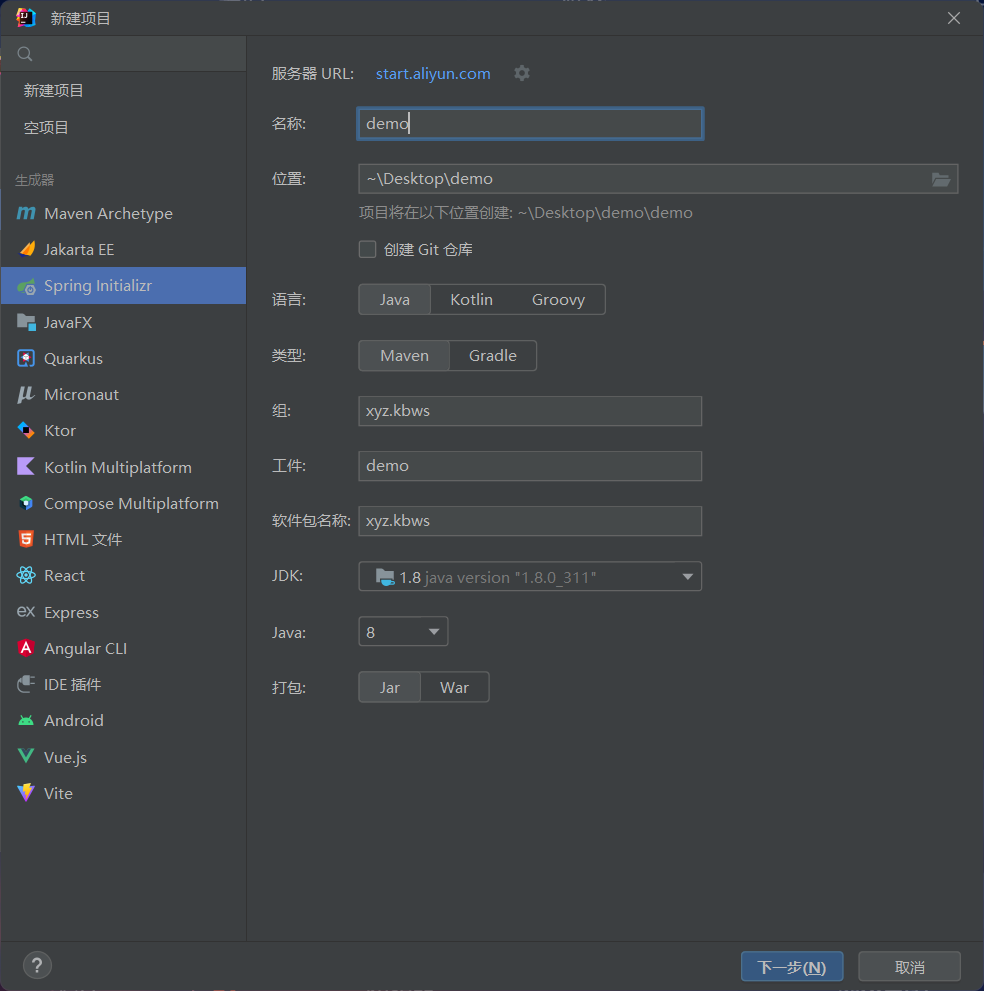 新建项目
新建项目
空项目
生成器
Maven Archetype
Jakarta EE
Spring Initializr
JavaFX
Quarkus
Micronaut
Ktor
Kotlin Multiplatform
Compose Multiplatform
HTML 文件
React
ex Express
Angular CLI
IDE 插件
Android
Vue.js
Vite
服务器 URL: start.aliyun.com
名称: demo
位置: ~\Desktop\demo
项目将在以下位置创建: ~\Desktop\demo\demo
创建 Git 仓库
语言: Java Kotlin Groovy
类型: Maven Gradle
组: xyz.kbws
工件: demo
软件包名称: xyz.kbws
JDK: 1.8 java version "1.8.0_311"
Java: 8
打包: Jar War
? 下一步(N) 取消